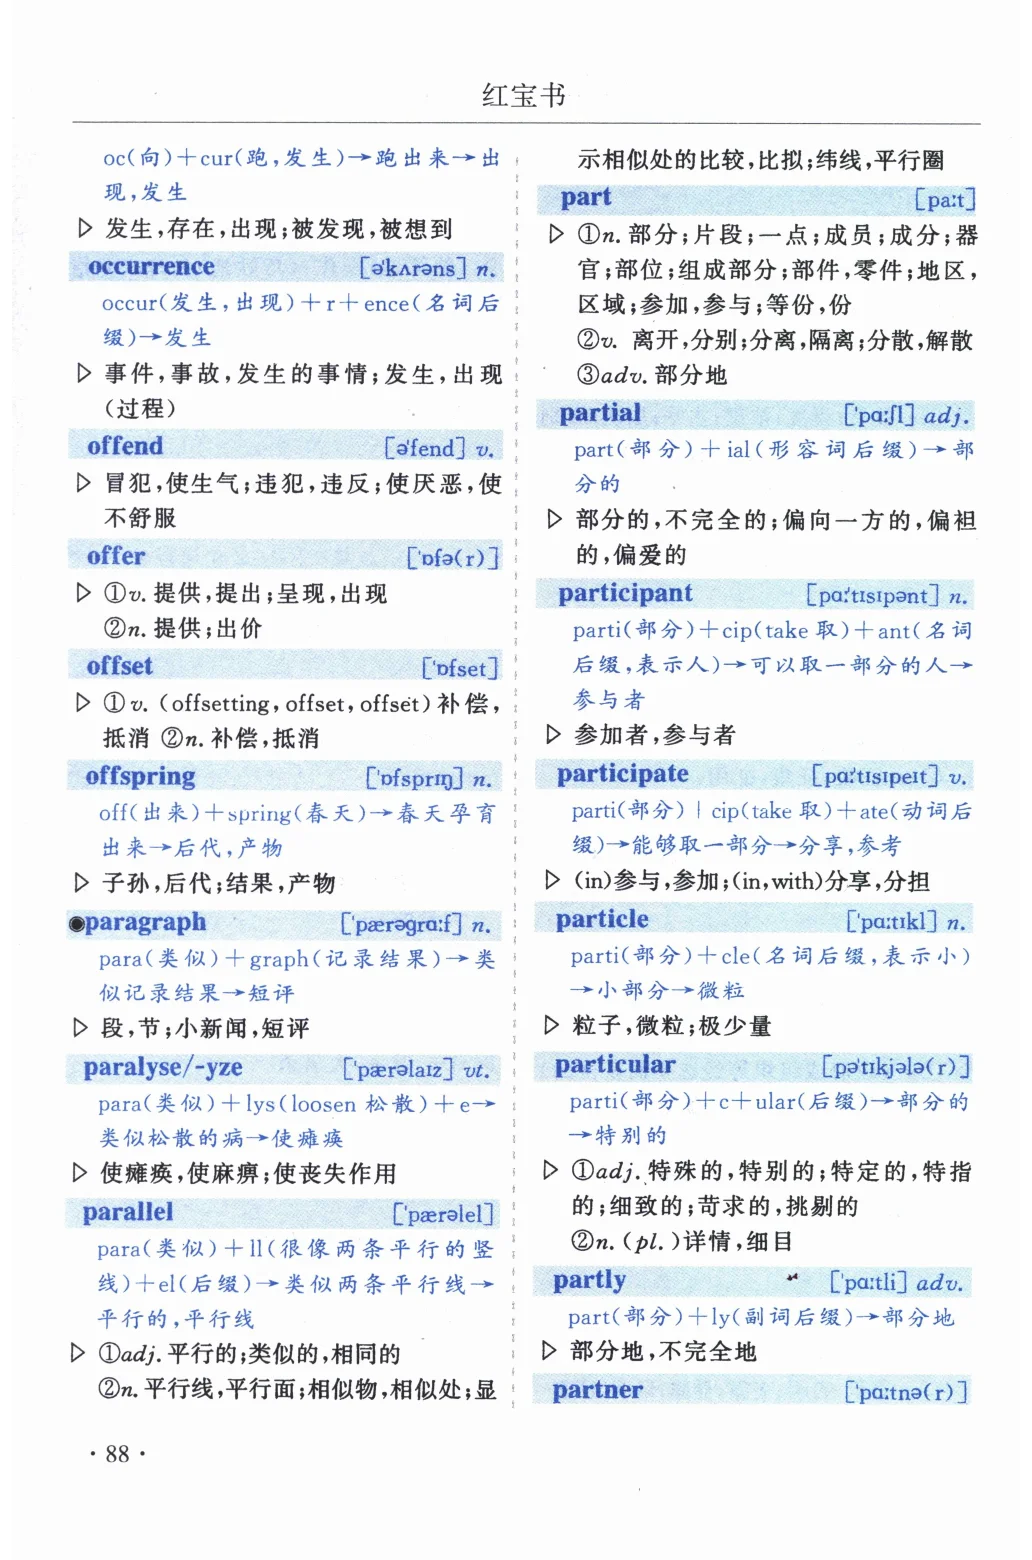 红宝书
oc(向)+cur(跑,发生)→跑出来→出
现,发生
▷ 发生,存在,出现;被发现,被想到
occurrence [ə'kʌrəns] n.
occur(发生,出现)+r+ence(名词后
缀)→发生
▷ 事件,事故,发生的事情;发生,出现
(过程)
offend [ə'fend] v.
▷ 冒犯,使生气;违犯,违反;使厌恶,使
不舒服
offer ['ɒfə(r)]
▷ ①v. 提供,提出;呈现,出现
②n. 提供;出价
offset ['ɒfset]
▷ ①v. (offsetting, offset, offset)补偿,
抵消 ②n. 补偿,抵消
offspring ['ɒfsprɪŋ] n.
off(出来)+spring(春天)→春天孕育
出来→后代,产物
▷ 子孙,后代;结果,产物
●paragraph ['pærəgrɑːf] n.
para(类似)+graph(记录结果)→类
似记录结果→短评
▷ 段,节;小新闻,短评
paralyse/-yze ['pærəlaɪz] vt.
para(类似)+lys(loosen 松散)+e→
类似松散的病→使瘫痪
▷ 使瘫痪,使麻痹;使丧失作用
parallel ['pærəlel]
para(类似)+ll(很像两条平行的竖
线)+el(后缀)→类似两条平行线→
平行的,平行线
▷ ①adj. 平行的;类似的,相同的
②n. 平行线,平行面;相似物,相似处;显
示相似处的比较,比拟;纬线,平行圈
part [pɑːt]
▷ ①n. 部分;片段;一点;成员;成分;器
官;部位;组成部分;部件,零件;地区,
区域;参加,参与;等份,份
②v. 离开,分别;分离,隔离;分散,解散
③adv. 部分地
partial ['pɑːʃl] adj.
part(部分)+ial(形容词后缀)→部
分的
▷ 部分的,不完全的;偏向一方的,偏袒
的,偏爱的
participant [pɑː'tɪsɪpənt] n.
parti(部分)+cip(take 取)+ant(名词
后缀,表示人)→可以取一部分的人→
参与者
▷ 参加者,参与者
participate [pɑː'tɪsɪpeɪt] v.
parti(部分)+cip(take 取)+ate(动词后
缀)→能够取一部分→分享,参考
▷ (in)参与,参加;(in,with)分享,分担
particle ['pɑːtɪkl] n.
parti(部分)+cle(名词后缀,表示小)
→小部分→微粒
▷ 粒子,微粒;极少量
particular [pə'tɪkjələ(r)]
parti(部分)+c+ular(后缀)→部分的
→特别的
▷ ①adj. 特殊的,特别的;特定的,特指
的;细致的;苛求的,挑剔的
②n. (pl.)详情,细目
partly ['pɑːtli] adv.
part(部分)+ly(副词后缀)→部分地
▷ 部分地,不完全地
partner ['pɑːtnə(r)]
· 88 ·